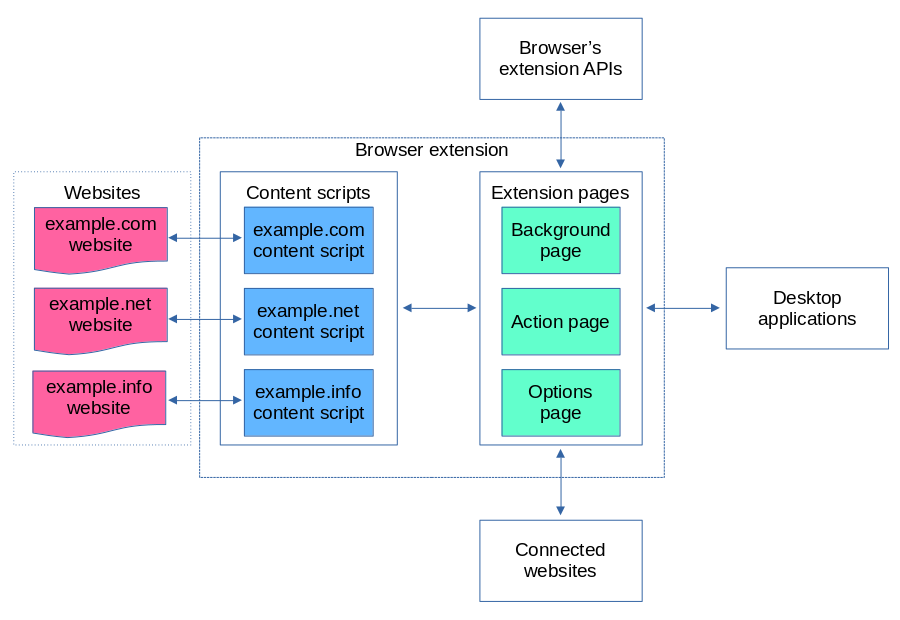 Browser’s
extension APIs
Browser extension
Websites
example.com
website
example.net
website
example.info
website
Content scripts
example.com
content script
example.net
content script
example.info
content script
Extension pages
Background
page
Action page
Options
page
Desktop
applications
Connected
websites